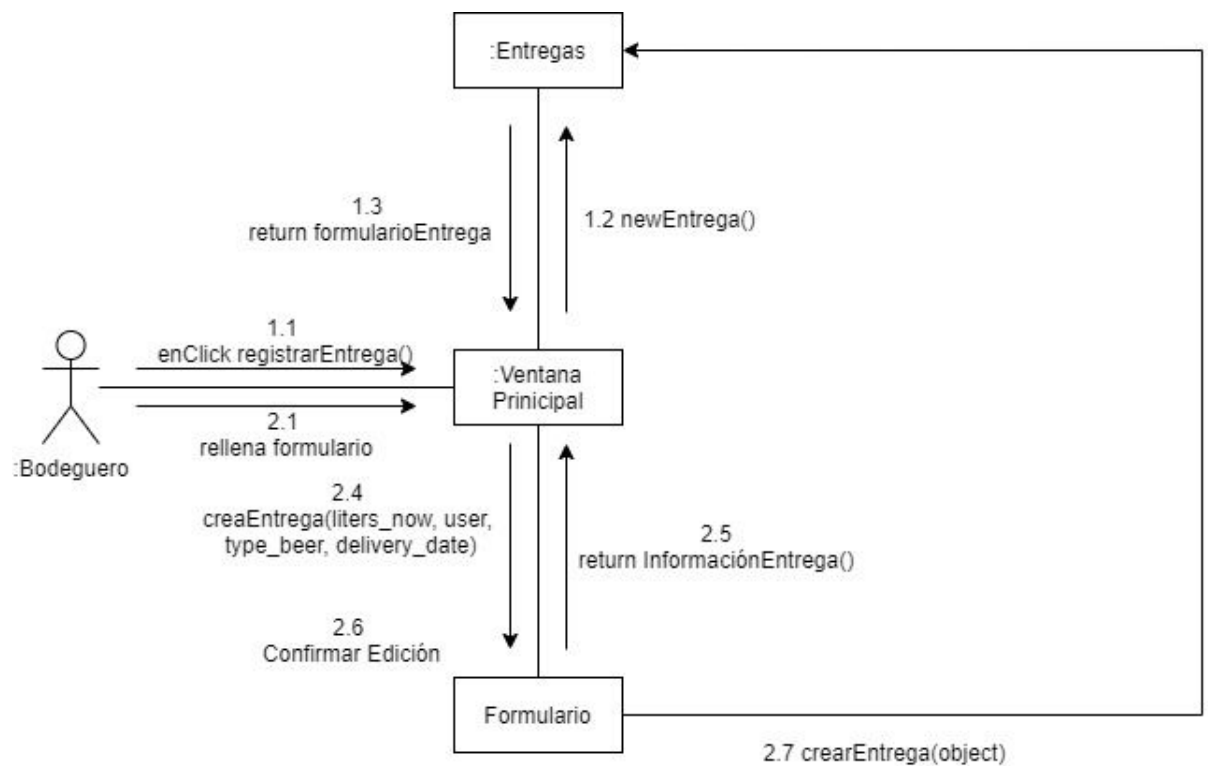 :Entregas
1.3
return formularioEntrega
1.2 newEntrega()
1.1
enClick registrarEntrega()
:Ventana
Prinicipal
2.1
rellena formulario
:Bodeguero
2.4
creaEntrega(liters_now, user,
type_beer, delivery_date)
2.5
return InformaciónEntrega()
2.6
Confirmar Edición
Formulario
2.7 crearEntrega(object)